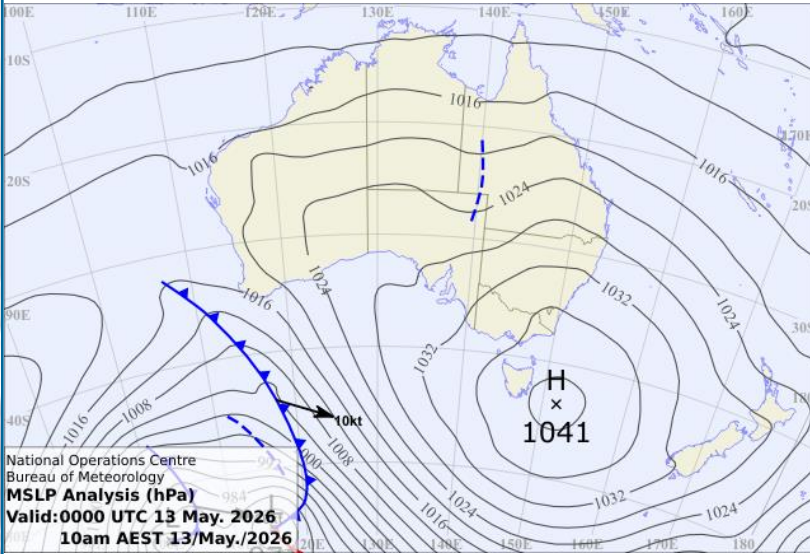 100E 110E 120E 130E 140E 150E 160E
10S
1016
170E
1016
1016
20S
20S
1024
1016
1024
1032
1024
90E
30S
1032
H
1041
10kt
1008
1016
40S
1008
1000
1032
1024
1024
1016
984
National Operations Centre
Bureau of Meteorology
MSLP Analysis (hPa)
Valid:0000 UTC 13 May. 2026
10am AEST 13/May./2026
120E 130E 140E 150E 160E 170E 180